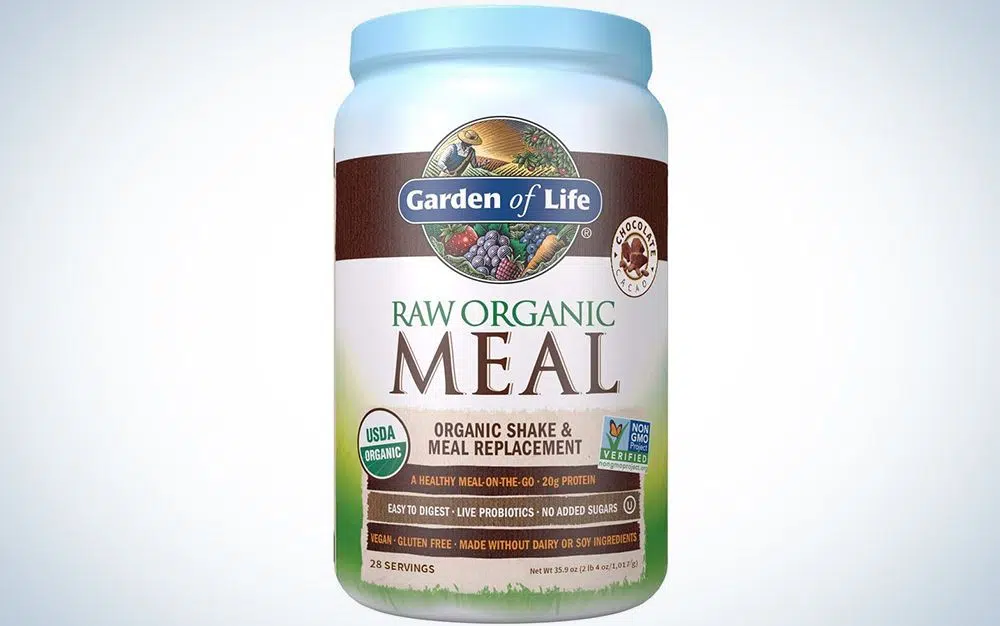 Garden of Life
®
CHOCOLATE
CACAO
RAW ORGANIC
MEAL
USDA
ORGANIC
ORGANIC SHAKE &
MEAL REPLACEMENT
NON
GMO
Project
VERIFIED
nongmoproject.org
A HEALTHY MEAL-ON-THE-GO · 20g PROTEIN
EASY TO DIGEST · LIVE PROBIOTICS · NO ADDED SUGARS U
VEGAN · GLUTEN FREE · MADE WITHOUT DAIRY OR SOY INGREDIENTS
28 SERVINGS
Net Wt 35.9 oz (2 lb 4 oz/1,017g)